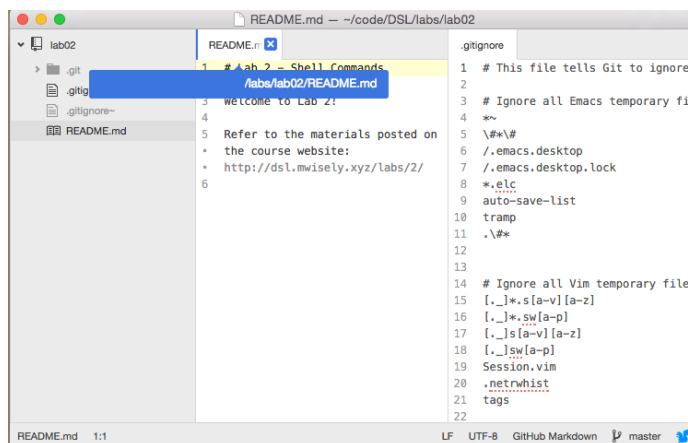 README.md — ~/code/DSL/labs/lab02
lab02
.git
.gitig
.gitignore~
README.md
README.m
1 # Lab 2 – Shell Commands
/labs/lab02/README.md
3 Welcome to Lab 2!
4
5 Refer to the materials posted on
• the course website:
• http://dsl.mwisely.xyz/labs/2/
6
.gitignore
1 # This file tells Git to ignore
2
3 # Ignore all Emacs temporary fi
4 *~
5 \#*\#
6 /.emacs.desktop
7 /.emacs.desktop.lock
8 *.elc
9 auto-save-list
10 tramp
11 .\#*
12
13
14 # Ignore all Vim temporary file
15 [._]*.s[a-v][a-z]
16 [._]*.sw[a-p]
17 [._]s[a-v][a-z]
18 [._]sw[a-p]
19 Session.vim
20 .netrwhist
21 tags
22
README.md 1:1
LF UTF-8 GitHub Markdown master